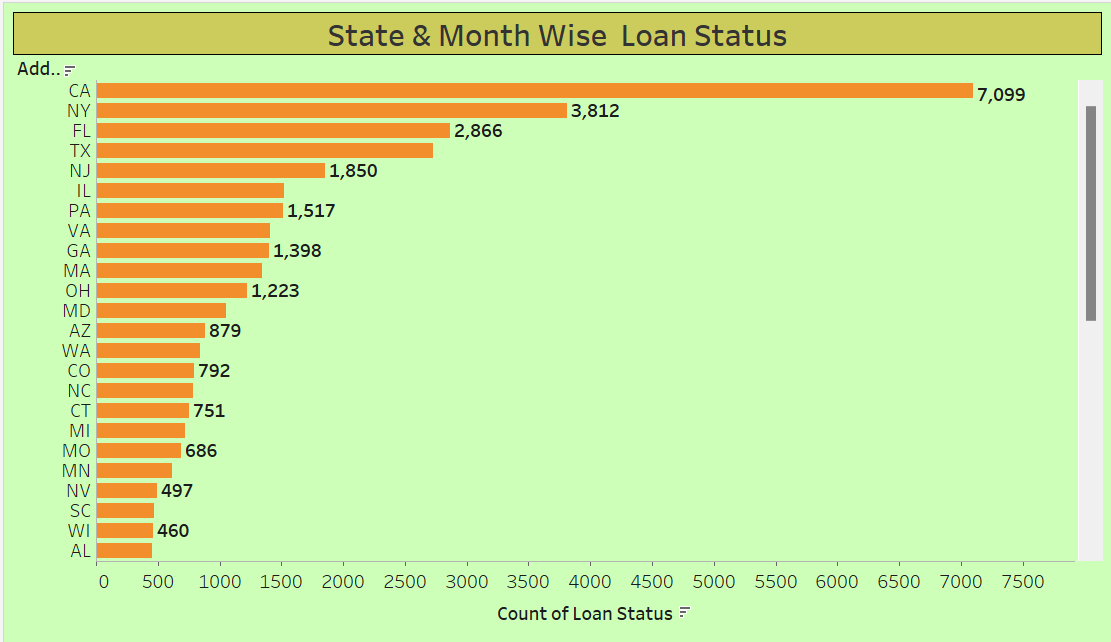 State & Month Wise  Loan Status
Add..
CA 7,099
NY 3,812
FL 2,866
TX
NJ 1,850
IL
PA 1,517
VA
GA 1,398
MA
OH 1,223
MD
AZ 879
WA
CO 792
NC
CT 751
MI
MO 686
MN
NV 497
SC
WI 460
AL
0 500 1000 1500 2000 2500 3000 3500 4000 4500 5000 5500 6000 6500 7000 7500
Count of Loan Status